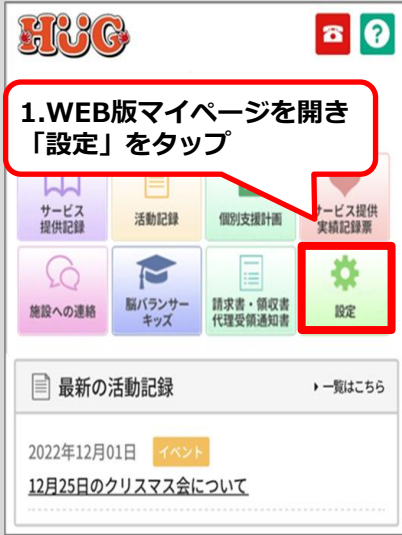 HUG
?
1.WEB版マイページを開き
「設定」をタップ
サービス
提供記録
活動記録
個別支援計画
サービス提供
実績記録票
施設への連絡
脳バランサー
キッズ
請求書・領収書
代理受領通知書
設定
最新の活動記録
一覧はこちら
2022年12月01日
イベント
12月25日のクリスマス会について